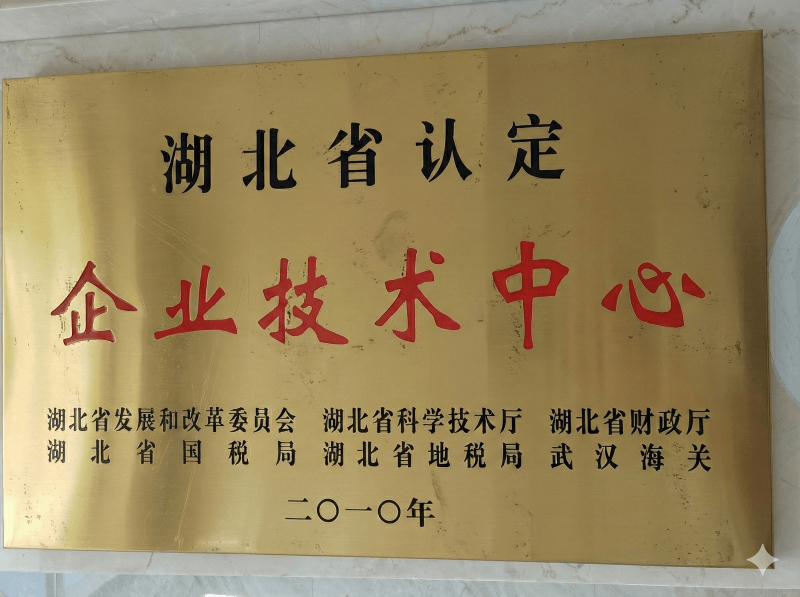 湖北省认定
企业技术中心
湖北省发展和改革委员会 湖北省科学技术厅 湖北省财政厅
湖北省国税局 湖北省地税局 武汉海关
二〇一〇年